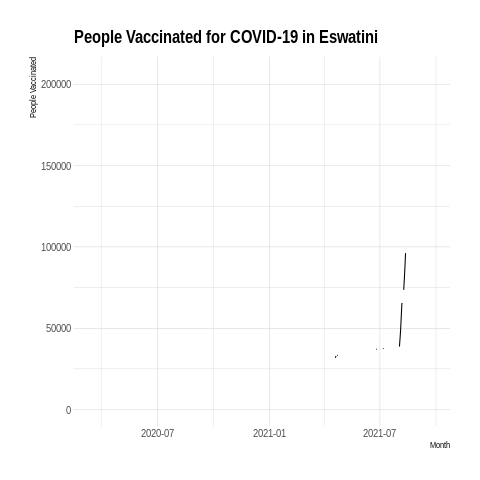 People Vaccinated for COVID-19 in Eswatini
People Vaccinated
200000
150000
100000
50000
0
2020-07 2021-01 2021-07
Month